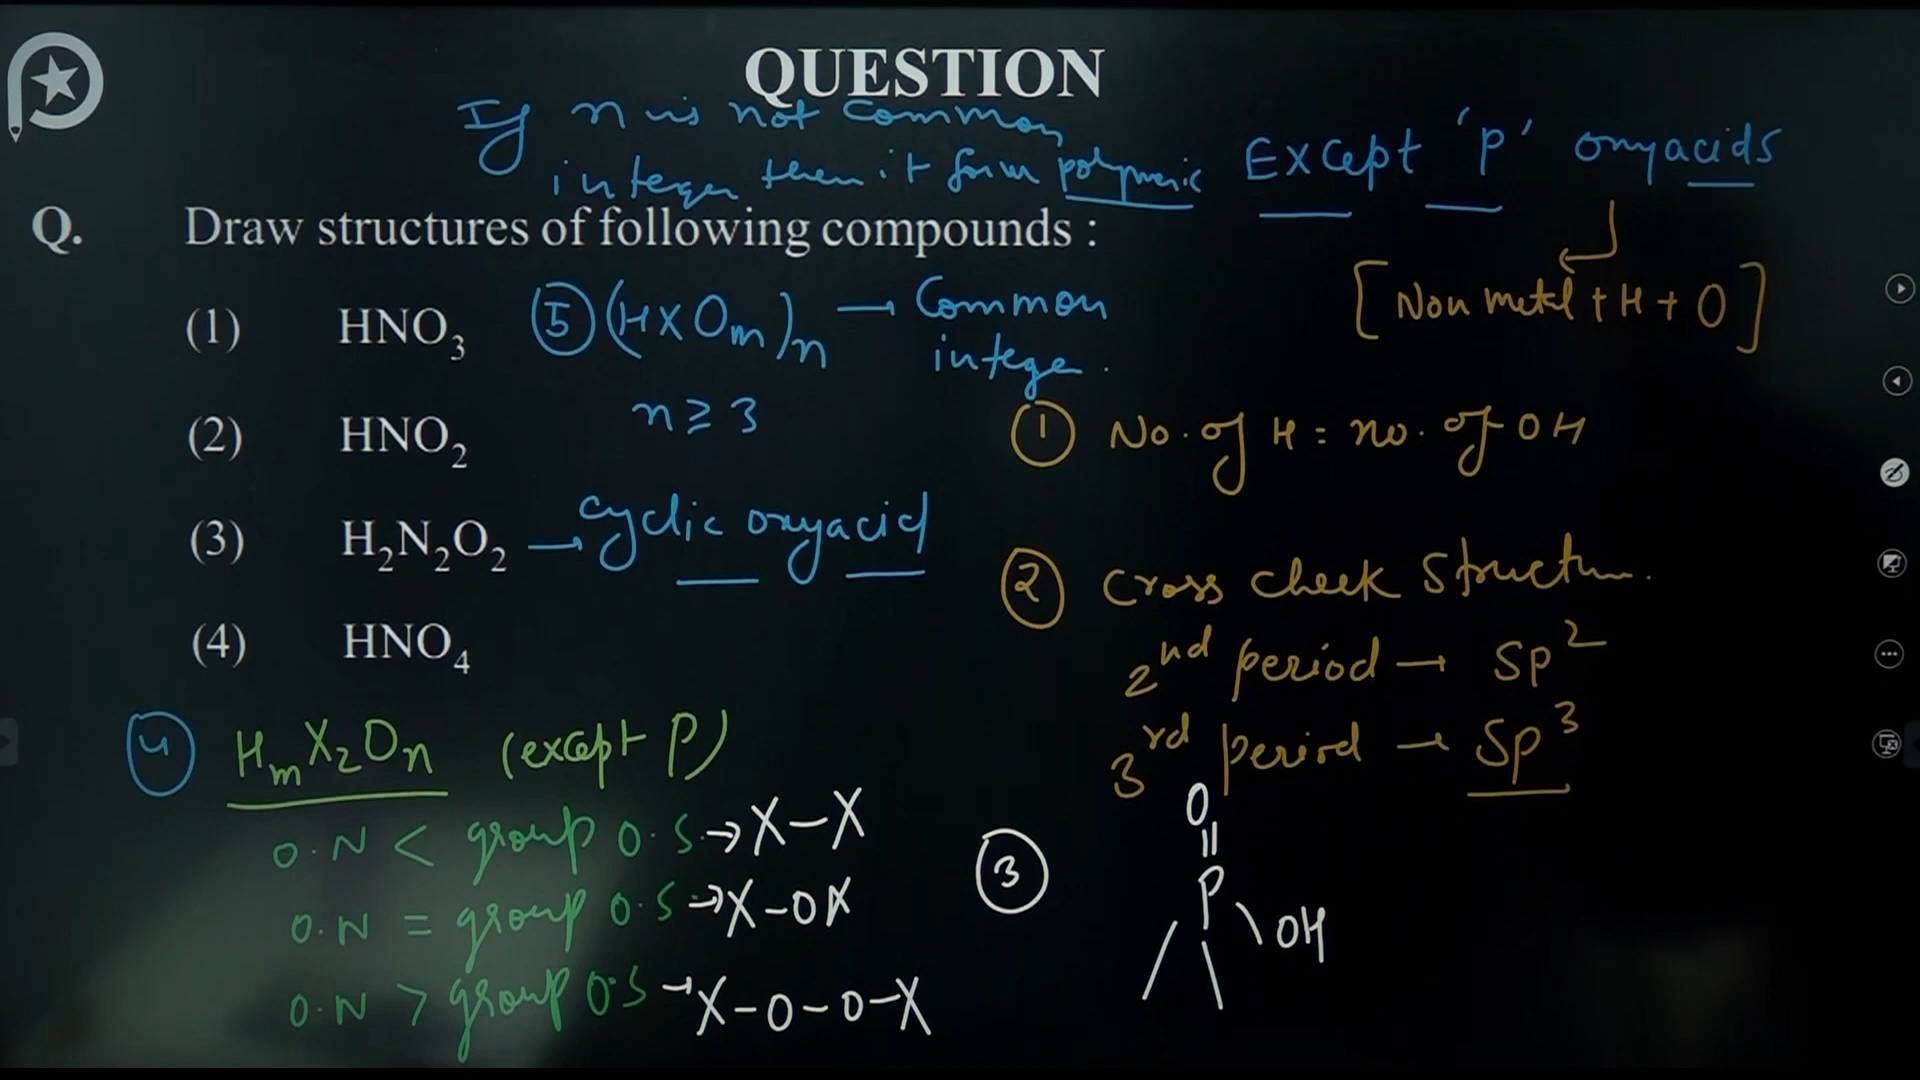 QUESTION
If n is not common
integer then it form polymeric Except 'P' oxyacids
Q. Draw structures of following compounds :
[Non metal + H + O]
(1) HNO₃
⑤ (HXOm)n → Common
integer.
n ≥ 3
① No. of H = no. of OH
(2) HNO₂
(3) H₂N₂O₂ → cyclic oxyacid
② Cross check structure.
2nd period → Sp²
3rd period → Sp³
(4) HNO₄
④ HmX₂On (except P)
O.N < group O.S. → X-X
O.N = group O.S → X-OX
O.N > group O.S → X-O-O-X
③
O
||
P
OH